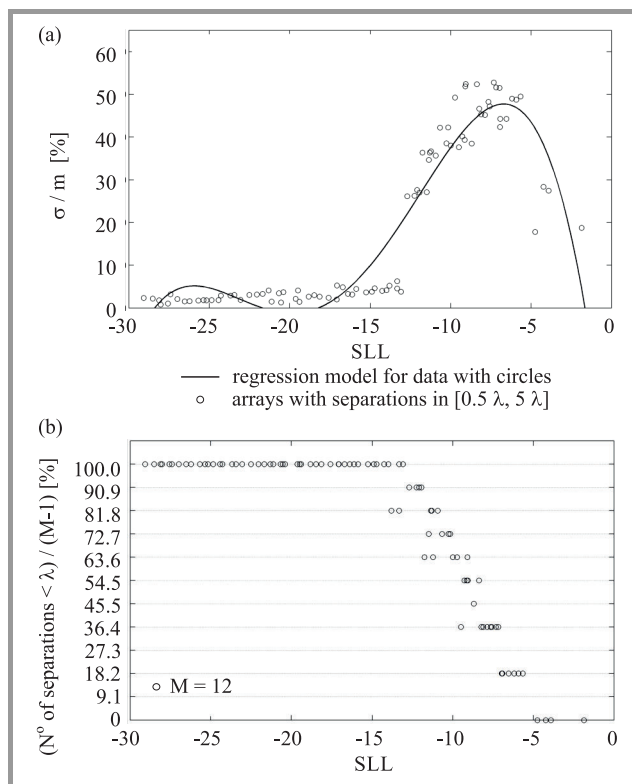 (a)
60
50
40
30
20
10
0
σ / m [%]
-30 -25 -20 -15 -10 -5 0
SLL
regression model for data with circles
arrays with separations in [0.5 λ, 5 λ]
(b)
100.0
90.9
81.8
72.7
63.6
54.5
45.5
36.4
27.3
18.2
9.1
0
(Nº of separations < λ) / (M-1) [%]
M = 12
-30 -25 -20 -15 -10 -5 0
SLL